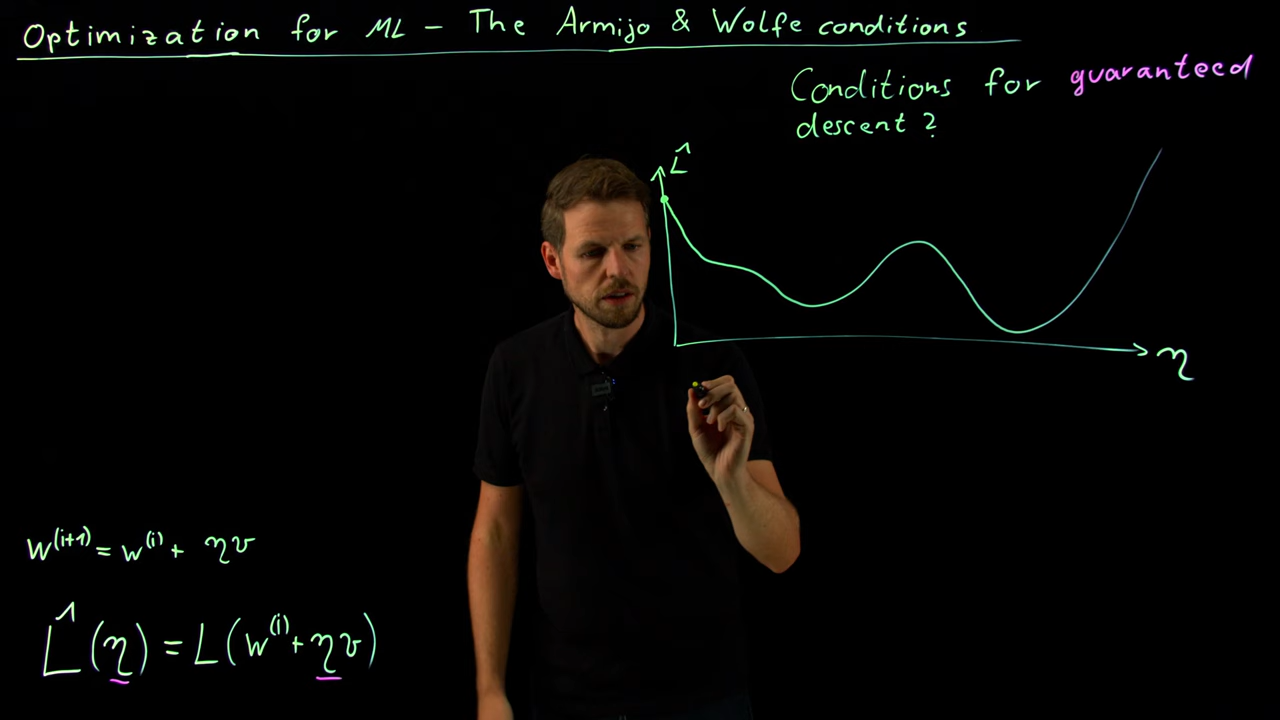 Optimization for ML – The Armijo & Wolfe conditions
Conditions for guaranteed
descent?
L̂
η
w^(i+1) = w^(i) + ηv
L̂(η) = L(w^(i) + ηv)